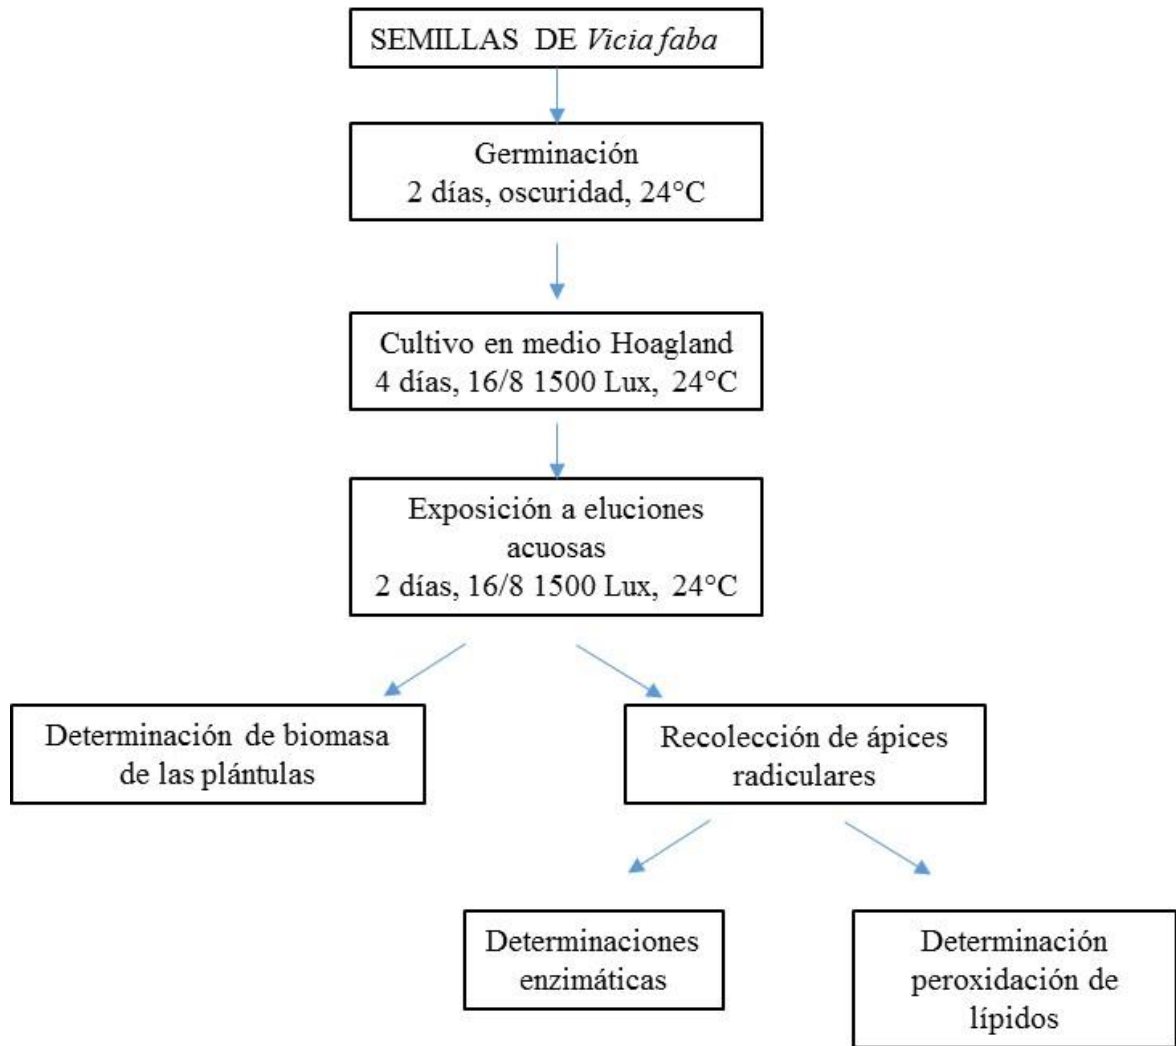 SEMILLAS DE Vicia faba
Germinación
2 días, oscuridad, 24°C
Cultivo en medio Hoagland
4 días, 16/8 1500 Lux, 24°C
Exposición a eluciones
acuosas
2 días, 16/8 1500 Lux, 24°C
Determinación de biomasa
de las plántulas
Recolección de ápices
radiculares
Determinaciones
enzimáticas
Determinación
peroxidación de
lípidos